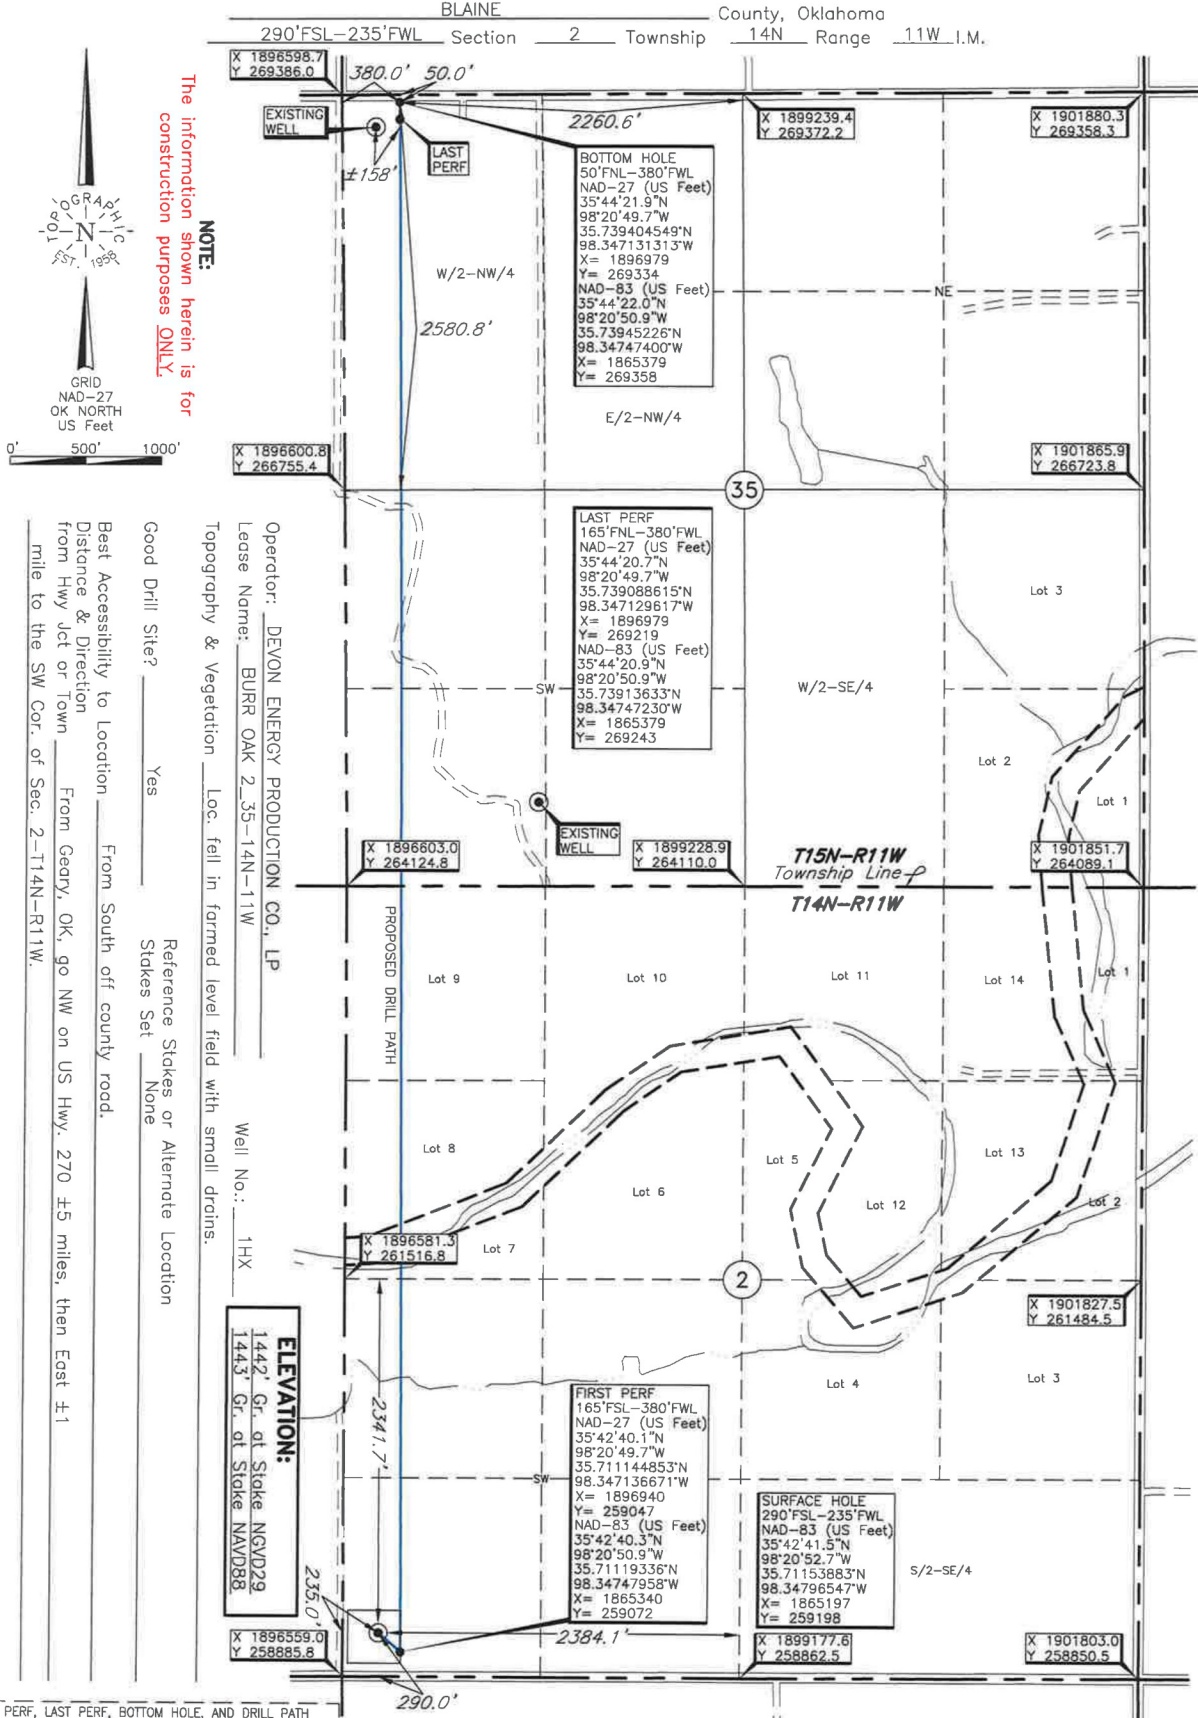 BLAINE County, Oklahoma
290'FSL-235'FWL Section 2 Township 14N Range 11W I.M.
X 1896598.7
Y 269386.0
380.0'
50.0'
2260.6'
X 1899239.4
Y 269372.2
X 1901880.3
Y 269358.3
EXISTING
WELL
LAST
PERF
±158'
BOTTOM HOLE
50'FNL-380'FWL
NAD-27 (US Feet)
35°44'21.9"N
98°20'49.7"W
35.739404549°N
98.347131313°W
X= 1896979
Y= 269334
NAD-83 (US Feet)
35°44'22.0"N
98°20'50.9"W
35.73945226°N
98.34747400°W
X= 1865379
Y= 269358
W/2-NW/4
NE
2580.8'
E/2-NW/4
TOPOGRAPHIC
N
EST. 1958
NOTE:
The information shown herein is for
construction purposes ONLY.
GRID
NAD-27
OK NORTH
US Feet
0' 500' 1000'
X 1896600.8
Y 266755.4
X 1901865.9
Y 266723.8
35
LAST PERF
165'FNL-380'FWL
NAD-27 (US Feet)
35°44'20.7"N
98°20'49.7"W
35.739088615°N
98.347129617°W
X= 1896979
Y= 269219
NAD-83 (US Feet)
35°44'20.9"N
98°20'50.9"W
35.73913633°N
98.34747230°W
X= 1865379
Y= 269243
Lot 3
SW
W/2-SE/4
Lot 2
Lot 1
EXISTING
WELL
X 1896603.0
Y 264124.8
X 1899228.9
Y 264110.0
T15N-R11W
Township Line
T14N-R11W
X 1901851.7
Y 264089.1
PROPOSED DRILL PATH
Lot 9
Lot 10
Lot 11
Lot 14
Lot 1
Lot 8
Lot 5
Lot 13
Lot 6
Lot 12
Lot 2
Lot 7
X 1896581.3
Y 261516.8
2
X 1901827.5
Y 261484.5
Lot 4
Lot 3
2341.7'
FIRST PERF
165'FSL-380'FWL
NAD-27 (US Feet)
35°42'40.1"N
98°20'49.7"W
35.711144853°N
98.347136671°W
X= 1896940
Y= 259047
NAD-83 (US Feet)
35°42'40.3"N
98°20'50.9"W
35.71119336°N
98.34747958°W
X= 1865340
Y= 259072
SW
SURFACE HOLE
290'FSL-235'FWL
NAD-83 (US Feet)
35°42'41.5"N
98°20'52.7"W
35.71153883°N
98.34796547°W
X= 1865197
Y= 259198
S/2-SE/4
235.0'
2384.1'
X 1896559.0
Y 258885.8
X 1899177.6
Y 258862.5
X 1901803.0
Y 258850.5
290.0'
Operator: DEVON ENERGY PRODUCTION CO., LP
Lease Name: BURR OAK 2_35-14N-11W Well No.: 1HX
Topography & Vegetation Loc. fell in farmed level field with small drains.
Reference Stakes or Alternate Location
Good Drill Site? Yes Stakes Set None
Best Accessibility to Location From South off county road.
Distance & Direction
from Hwy Jct or Town From Geary, OK, go NW on US Hwy. 270 ±5 miles, then East ±1
mile to the SW Cor. of Sec. 2-T14N-R11W.
ELEVATION:
1442' Gr. at Stake NGVD29
1443' Gr. at Stake NAVD88
PERF, LAST PERF, BOTTOM HOLE, AND DRILL PATH